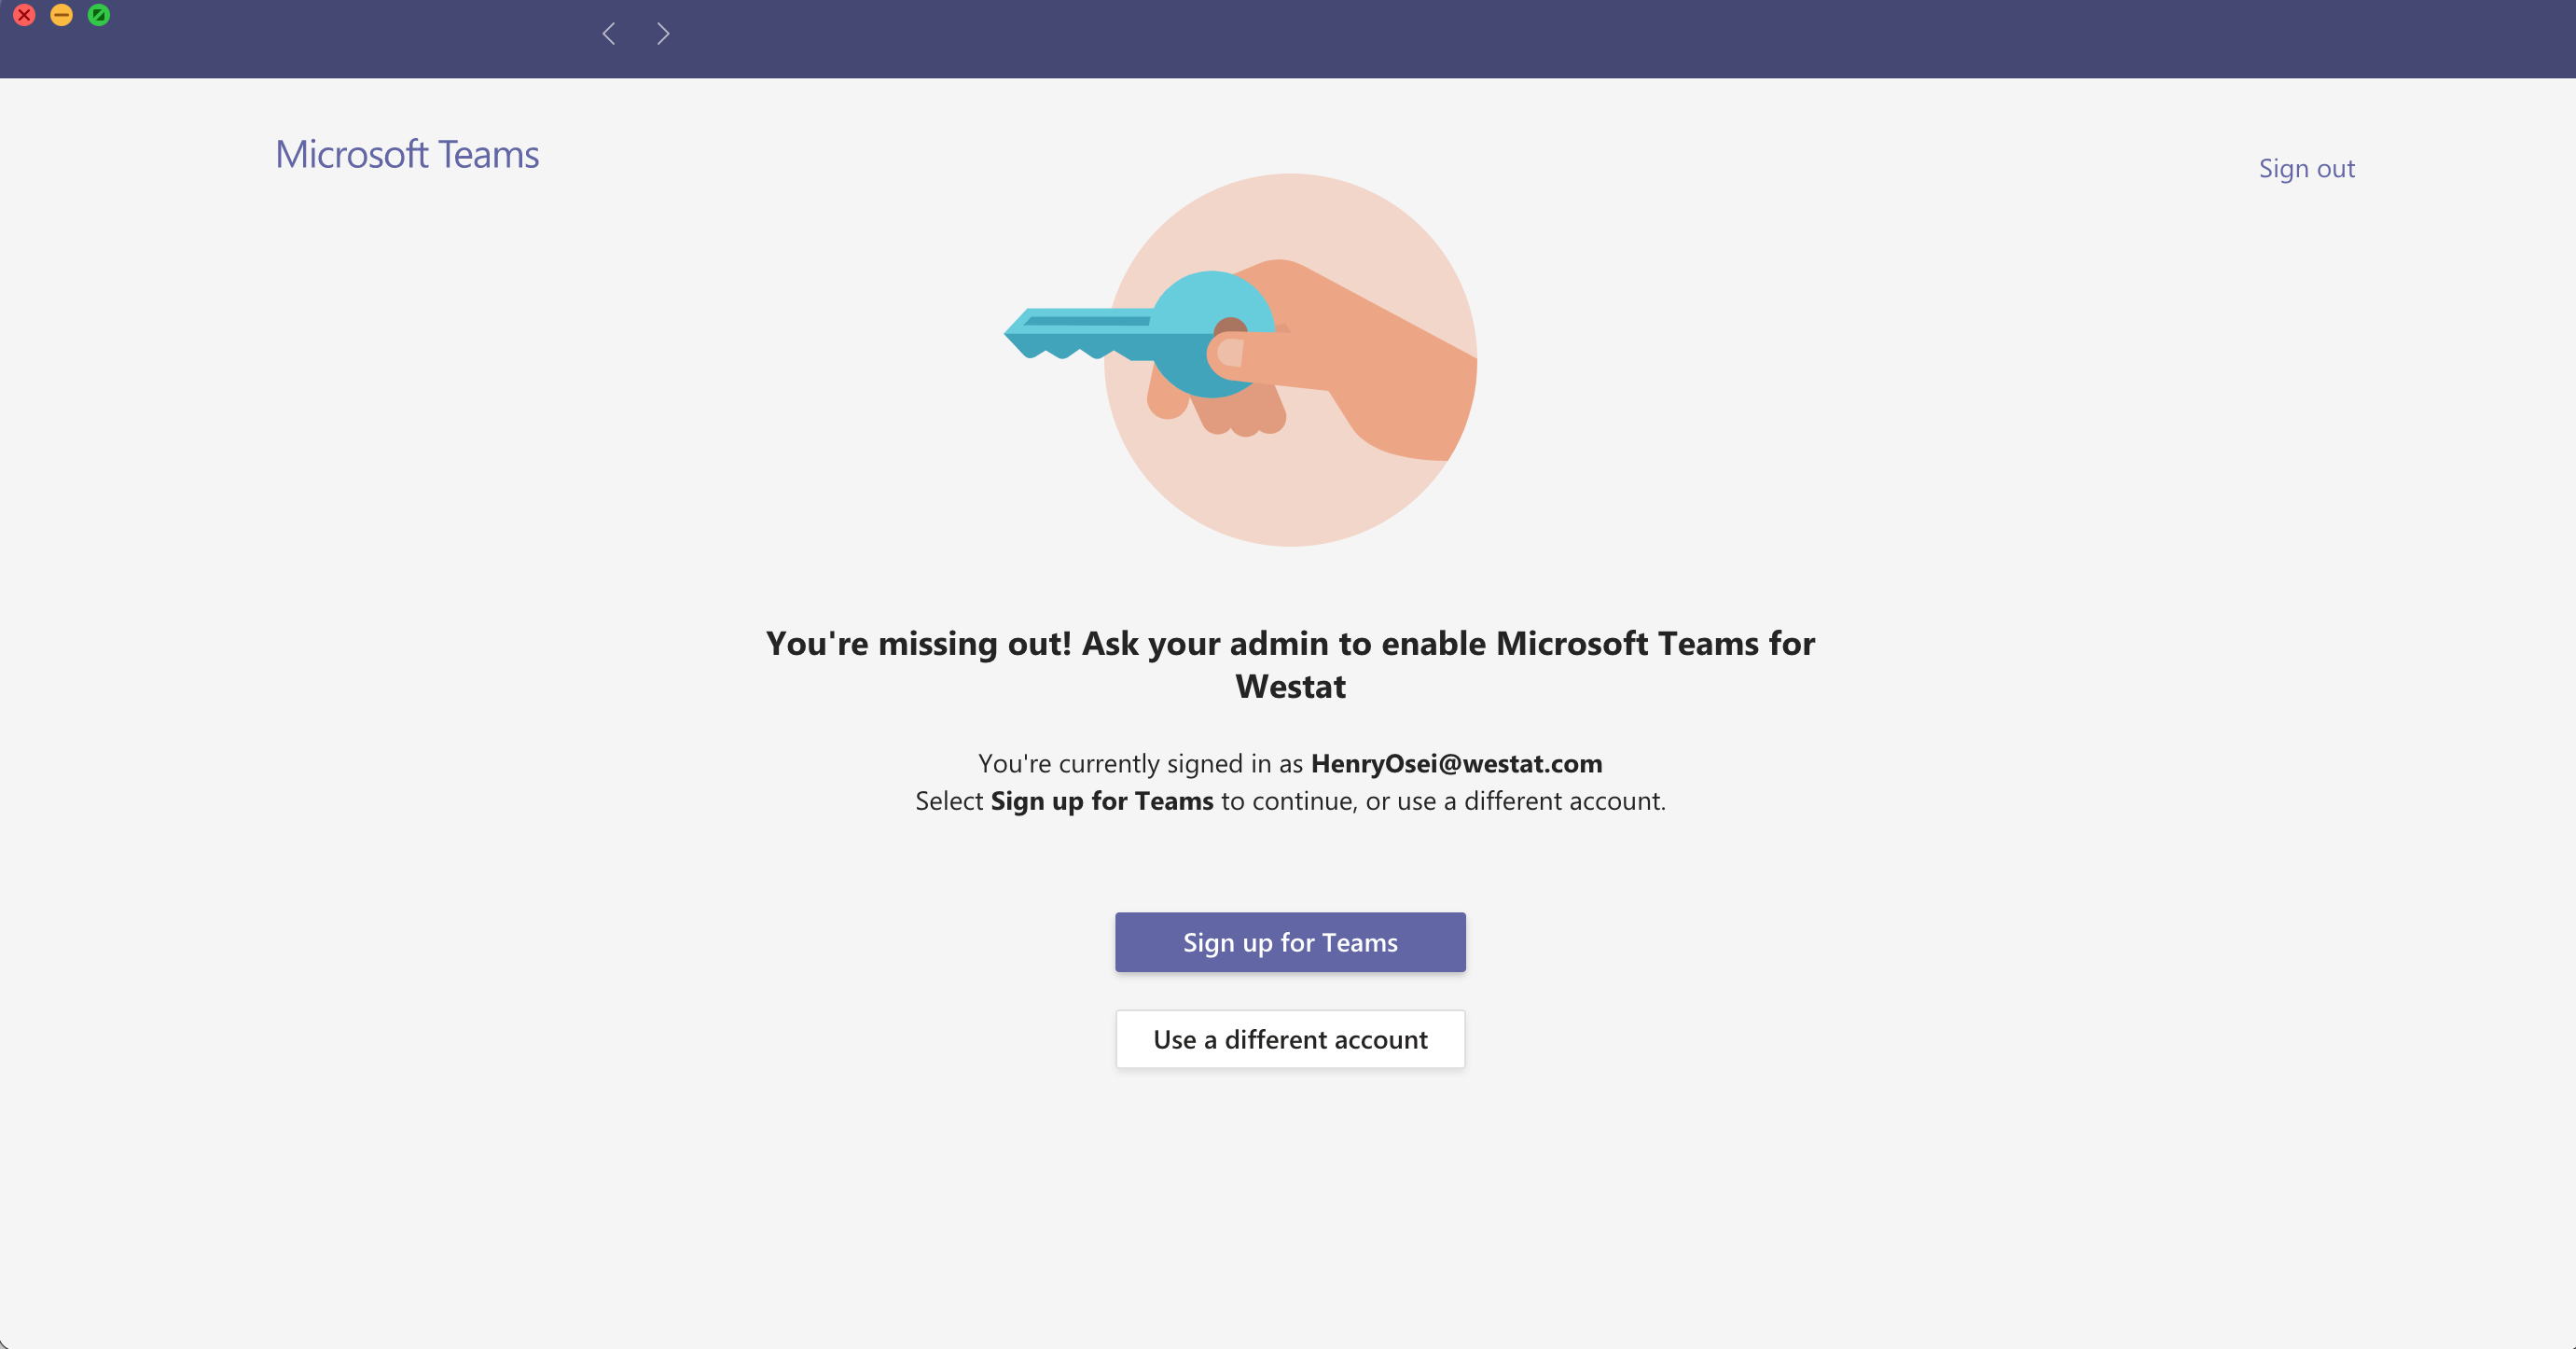 Microsoft Teams
Sign out
You're missing out! Ask your admin to enable Microsoft Teams for
Westat
You're currently signed in as HenryOsei@westat.com
Select Sign up for Teams to continue, or use a different account.
Sign up for Teams
Use a different account